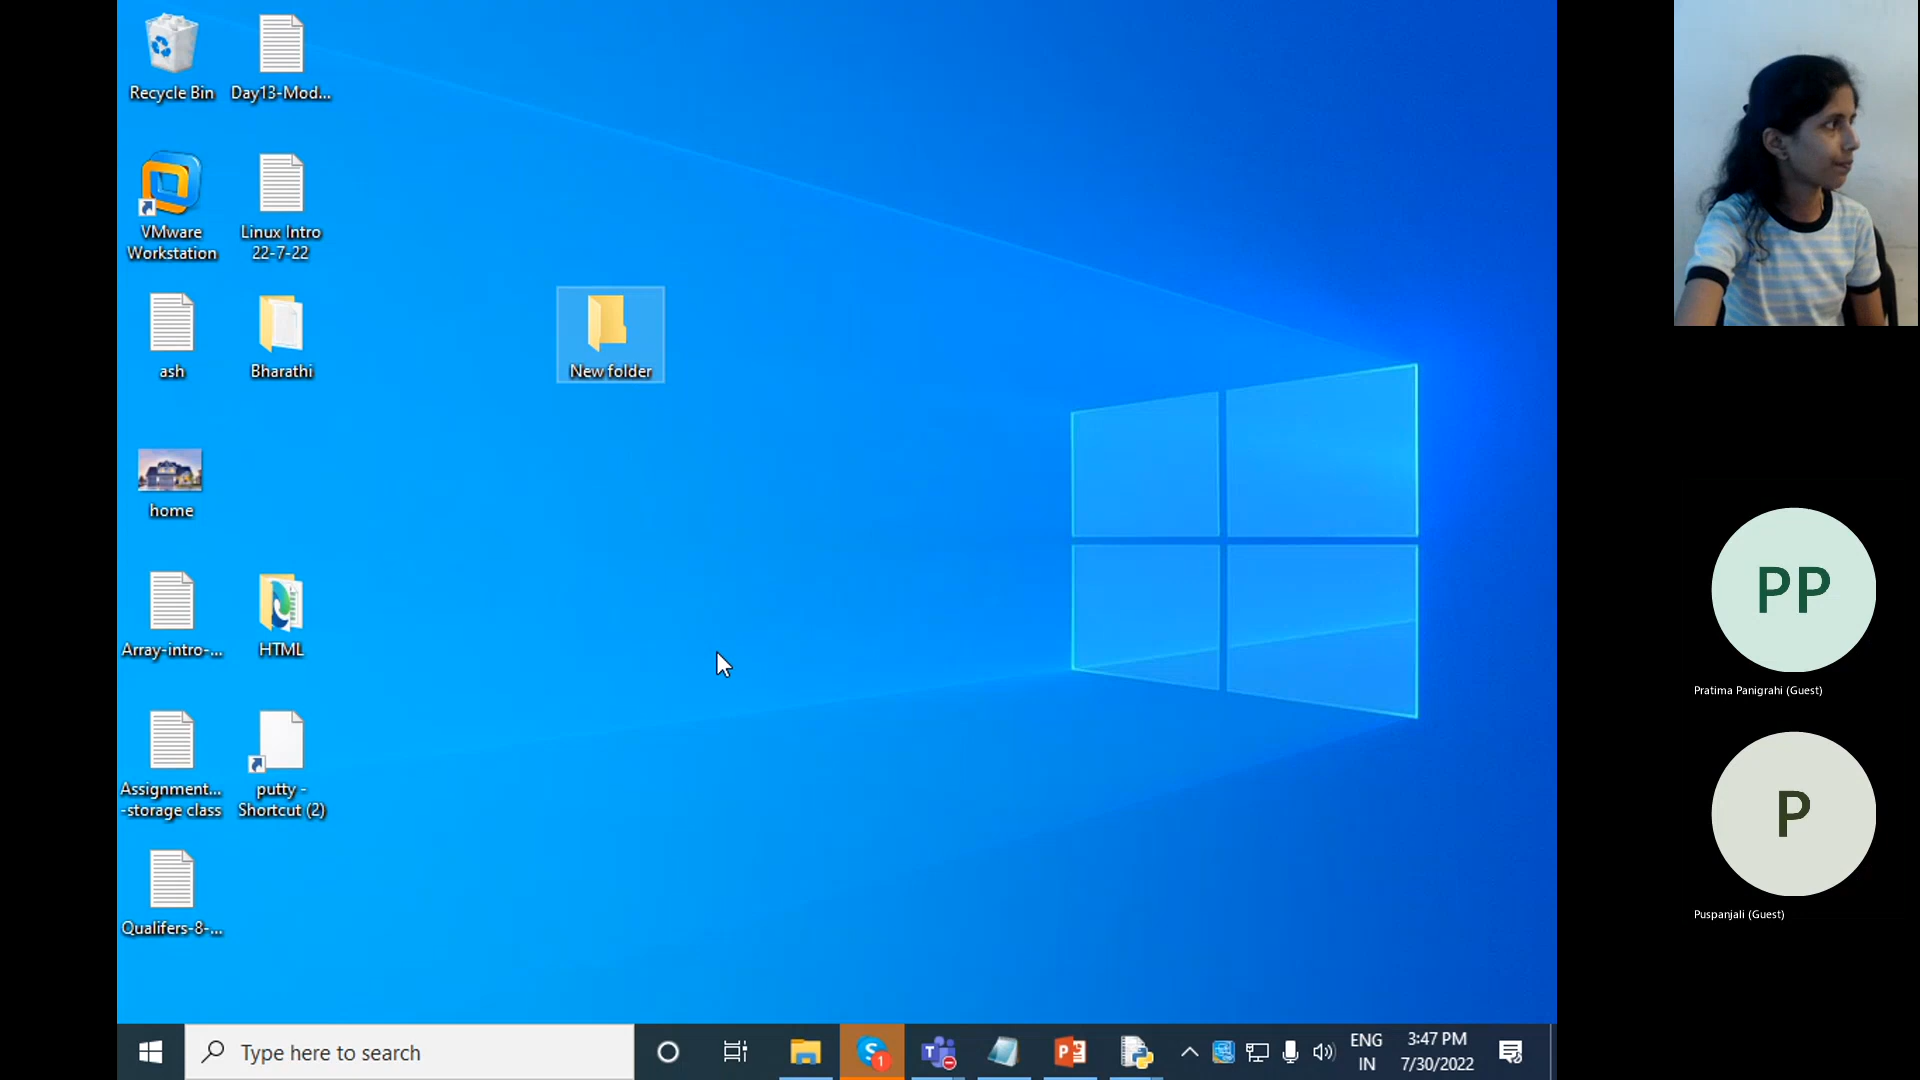 Recycle Bin
Day13-Mod...
VMware
Workstation
Linux Intro
22-7-22
ash
Bharathi
New folder
home
Array-intro-...
HTML
Assignment...
-storage class
putty -
Shortcut (2)
Qualifers-8-...
Type here to search
S
1
T
P
ENG
IN
3:47 PM
7/30/2022
PP
Pratima Panigrahi (Guest)
P
Puspanjali (Guest)